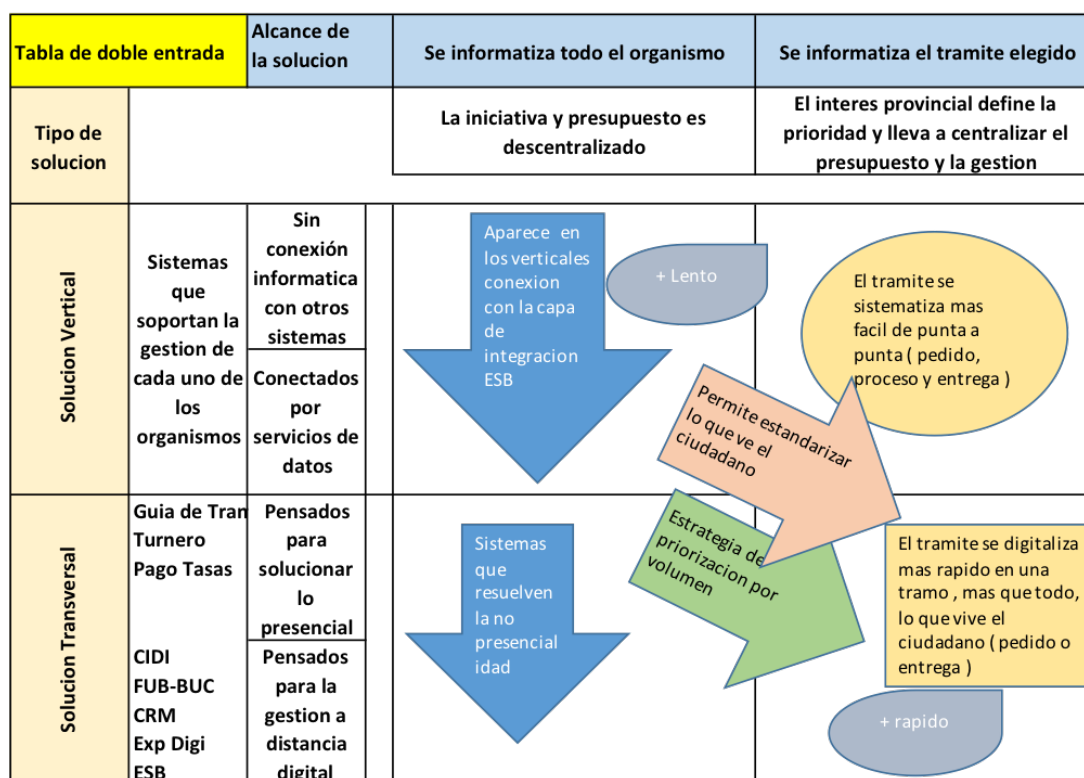 Tabla de doble entrada
Alcance de
la solucion
Se informatiza todo el organismo
Se informatiza el tramite elegido
Tipo de
solucion
La iniciativa y presupuesto es
descentralizado
El interes provincial define la
prioridad y lleva a centralizar el
presupuesto y la gestion
Solucion Vertical
Sistemas
que
soportan la
gestion de
cada uno de
los
organismos
Sin
conexión
informatica
con otros
sistemas
Conectados
por
servicios de
datos
Aparece en
los verticales
conexion
con la capa
de
integracion
ESB
+ Lento
El tramite se
sistematiza mas
facil de punta a
punta ( pedido,
proceso y entrega )
Permite estandarizar
lo que ve el
ciudadano
Solucion Transversal
Guia de Tran
Turnero
Pago Tasas
CIDI
FUB-BUC
CRM
Exp Digi
ESB
Pensados
para
solucionar
lo
presencial
Pensados
para la
gestion a
distancia
digital
Sistemas
que
resuelven
la no
presencial
idad
Estrategia de
priorizacion por
volumen
El tramite se digitaliza
mas rapido en una
tramo , mas que todo,
lo que vive el
ciudadano ( pedido o
entrega )
+ rapido